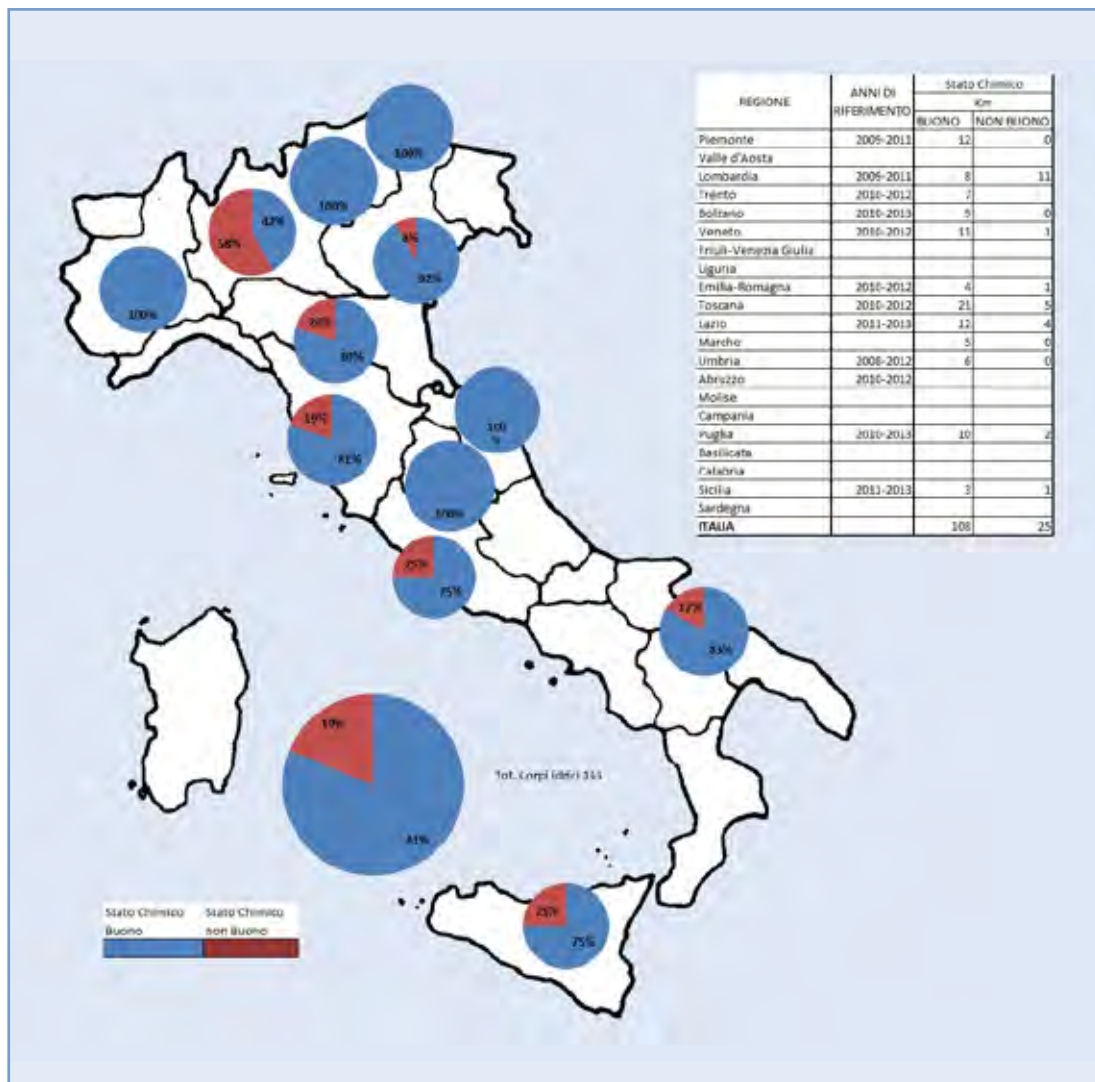 Stato Chimico
REGIONE ANNI DI RIFERIMENTO Km
BUONO NON BUONO
Piemonte 2009-2011 12 0
Valle d'Aosta
Lombardia 2009-2011 8 11
Trento 2010-2012 7
Bolzano 2010-2013 9 0
Veneto 2010-2012 11 1
Friuli-Venezia Giulia
Liguria
Emilia-Romagna 2010-2012 4 1
Toscana 2010-2012 21 5
Lazio 2011-2013 12 4
Marche 5 0
Umbria 2008-2012 6 0
Abruzzo 2010-2012
Molise
Campania
Puglia 2010-2013 10 2
Basilicata
Calabria
Sicilia 2011-2013 3 1
Sardegna
ITALIA 108 25
100%
100%
42%
58%
8%
92%
100%
20%
80%
19%
81%
100
%
100%
25%
75%
17%
83%
19%
81%
Tot. Corpi idrici 133
25%
75%
Stato Chimico Buono
Stato Chimico non Buono